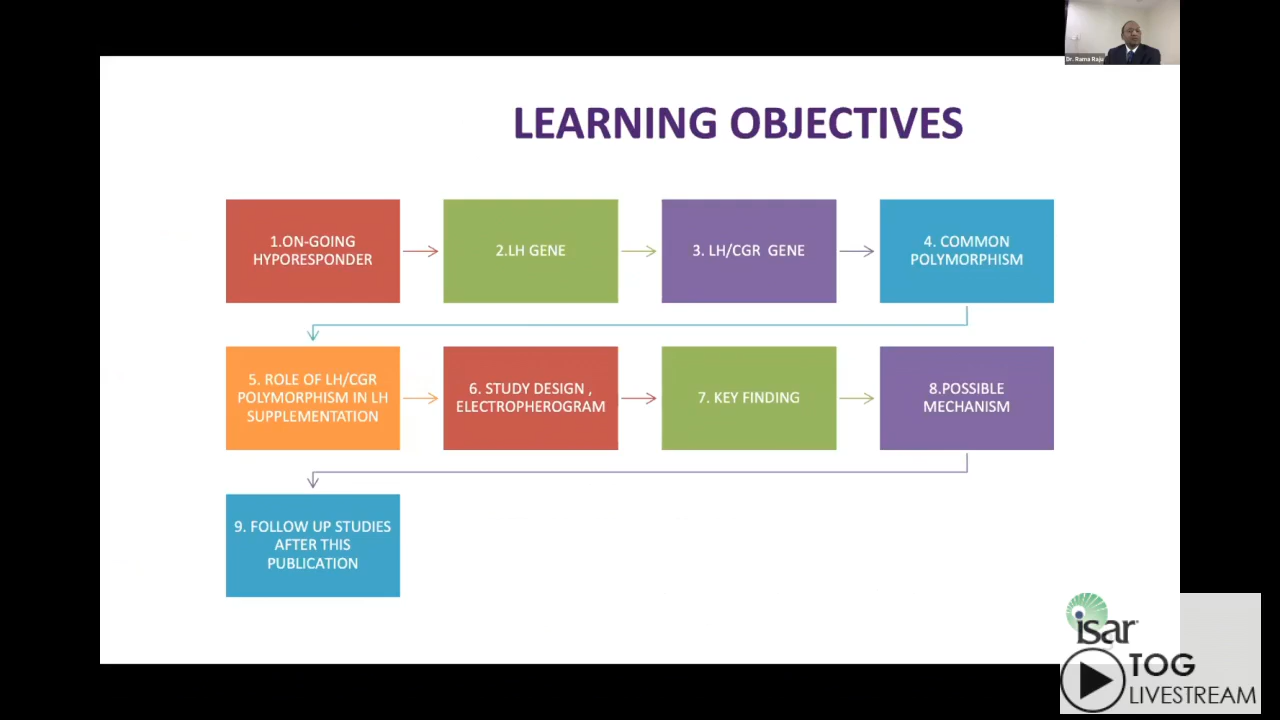 Dr. Rama Raju
LEARNING OBJECTIVES
1.ON-GOING
HYPORESPONDER
2.LH GENE
3. LH/CGR GENE
4. COMMON
POLYMORPHISM
5. ROLE OF LH/CGR
POLYMORPHISM IN LH
SUPPLEMENTATION
6. STUDY DESIGN ,
ELECTROPHEROGRAM
7. KEY FINDING
8.POSSIBLE
MECHANISM
9. FOLLOW UP STUDIES
AFTER THIS
PUBLICATION
isar
TOG
LIVESTREAM